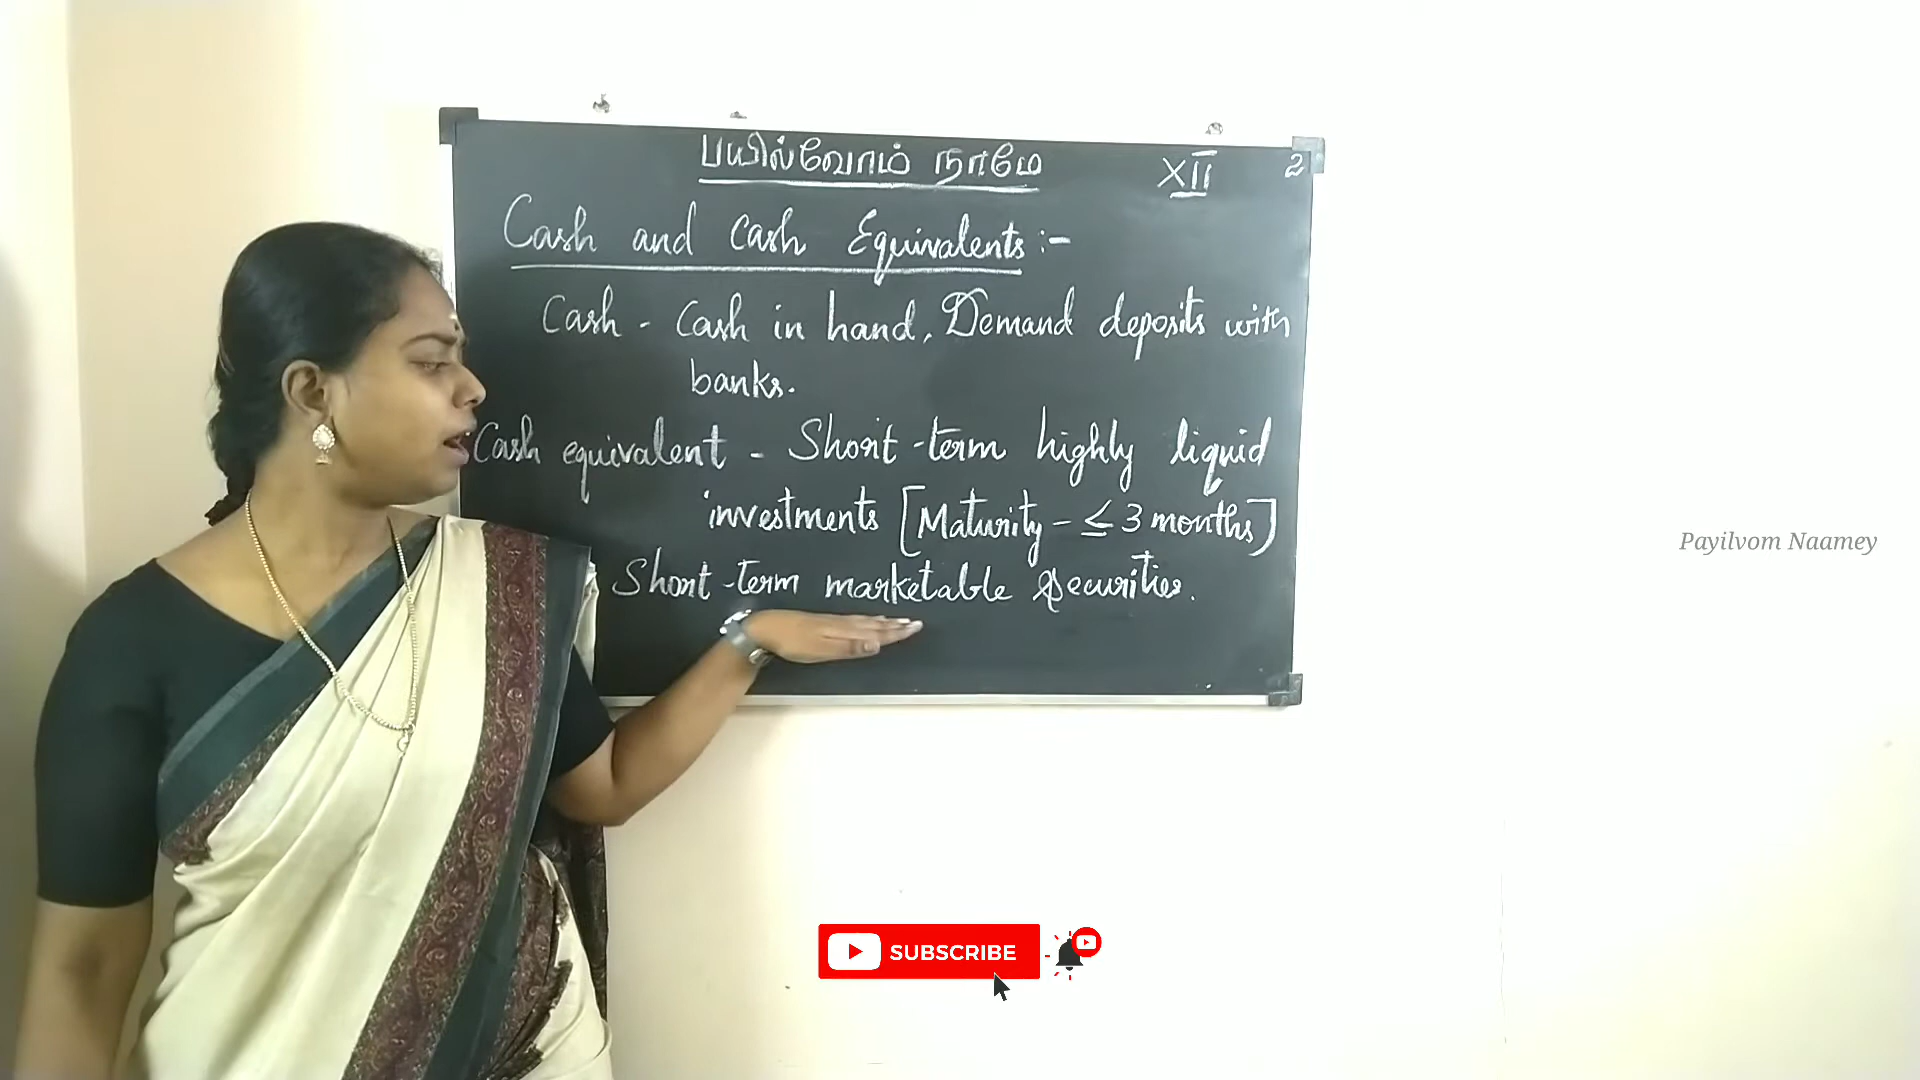 பயில்வோம் நாமே
XII
2
Cash and Cash Equivalents :-
Cash - Cash in hand, Demand deposits with
banks.
Cash equivalent - Short-term highly liquid
investments [Maturity - ≤ 3 months]
Short-term marketable securities.
Payilvom Naamey
SUBSCRIBE